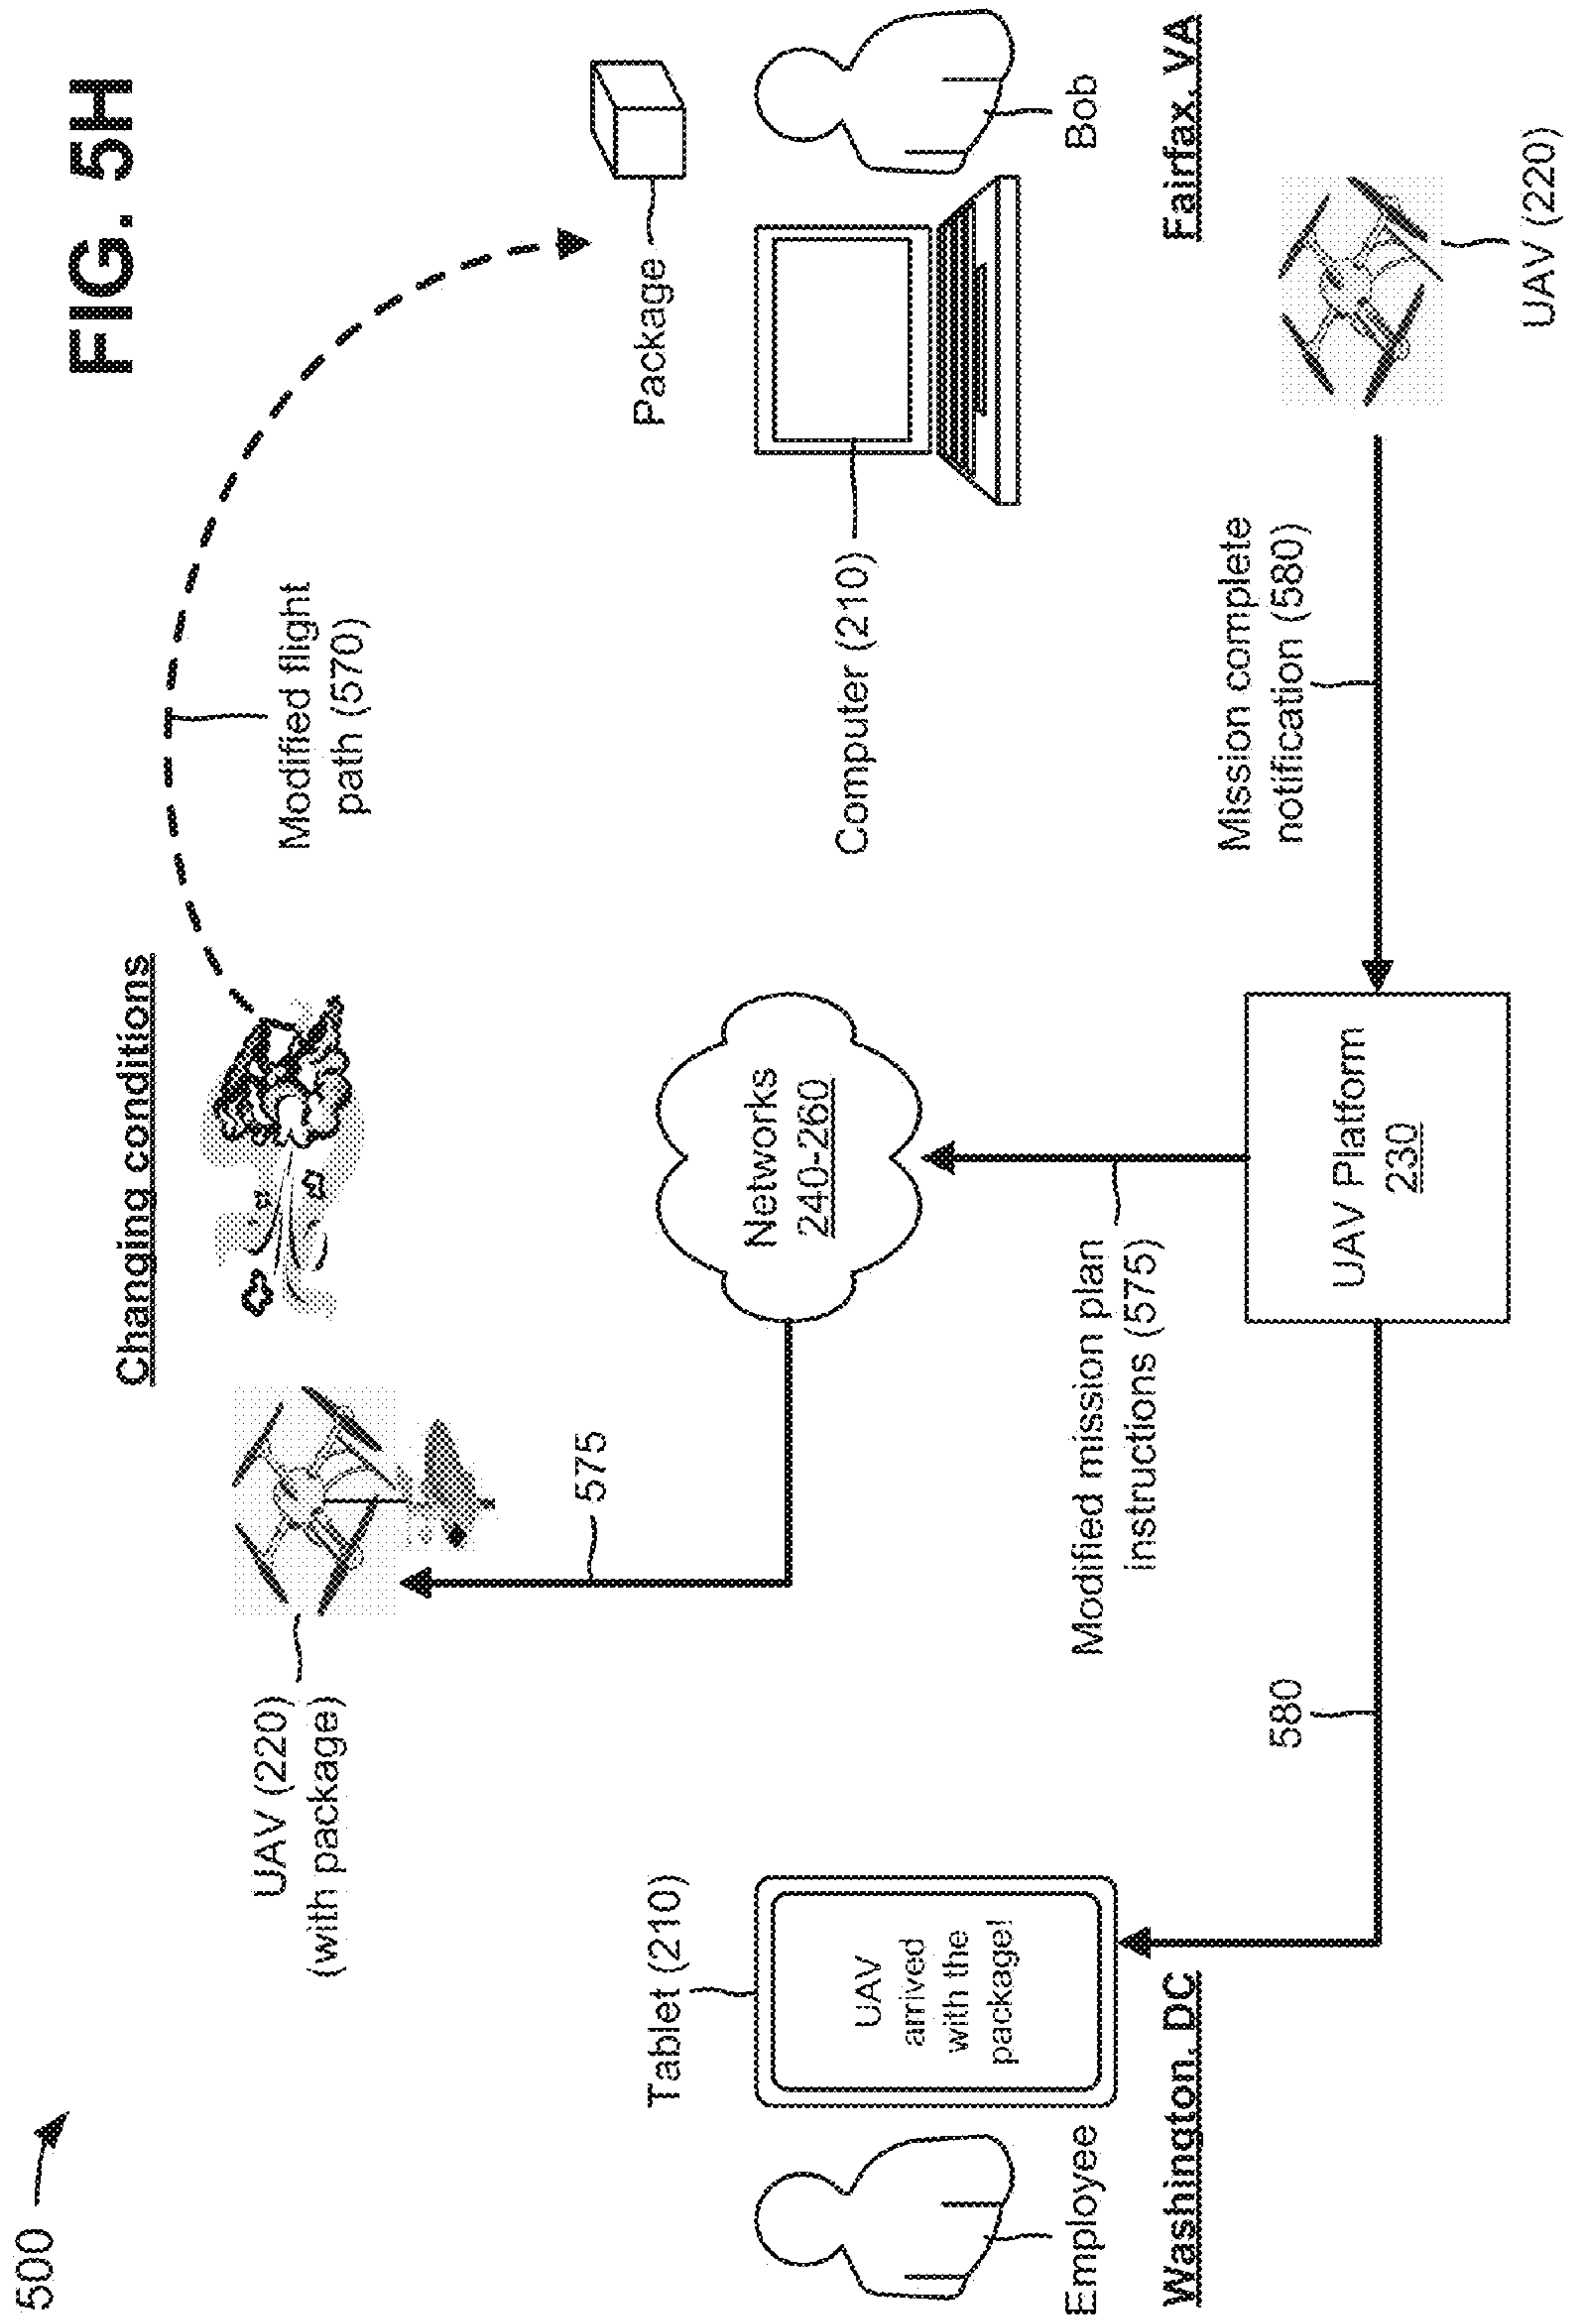 500
FIG. 5H
Changing conditions
UAV (220)
(with package)
Modified flight
path (570)
575
Package
Tablet (210)
UAV
arrived
with the
package!
Networks
240-260
Computer (210)
Employee
Bob
Modified mission plan
instructions (575)
Washington, DC
Fairfax, VA
Mission complete
notification (580)
580
UAV Platform
230
UAV (220)